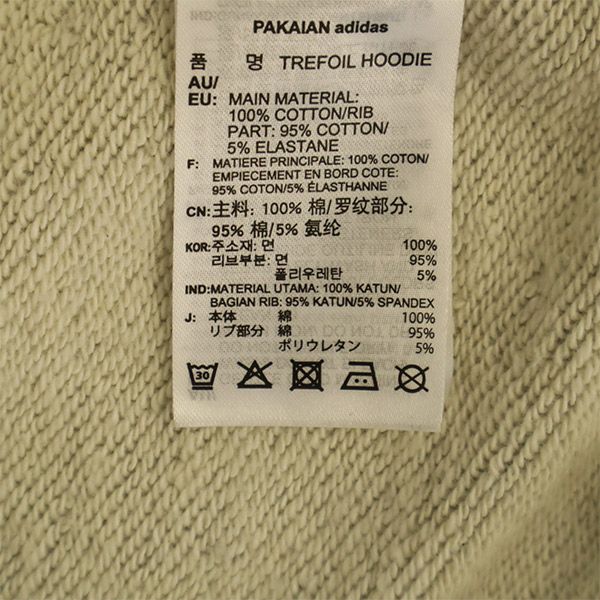 PAKAIAN adidas
품 명 TREFOIL HOODIE
AU/
EU: MAIN MATERIAL:
100% COTTON/RIB
PART: 95% COTTON/
5% ELASTANE
F: MATIERE PRINCIPALE: 100% COTON/
EMPIECEMENT EN BORD COTE:
95% COTON/5% ÉLASTHANNE
CN: 主料: 100% 棉/罗纹部分:
95% 棉/5% 氨纶
KOR: 주소재: 면 100%
리브부분: 면 95%
폴리우레탄 5%
IND: MATERIAL UTAMA: 100% KATUN/
BAGIAN RIB: 95% KATUN/5% SPANDEX
J: 本体 綿 100%
リブ部分 綿 95%
ポリウレタン 5%
30